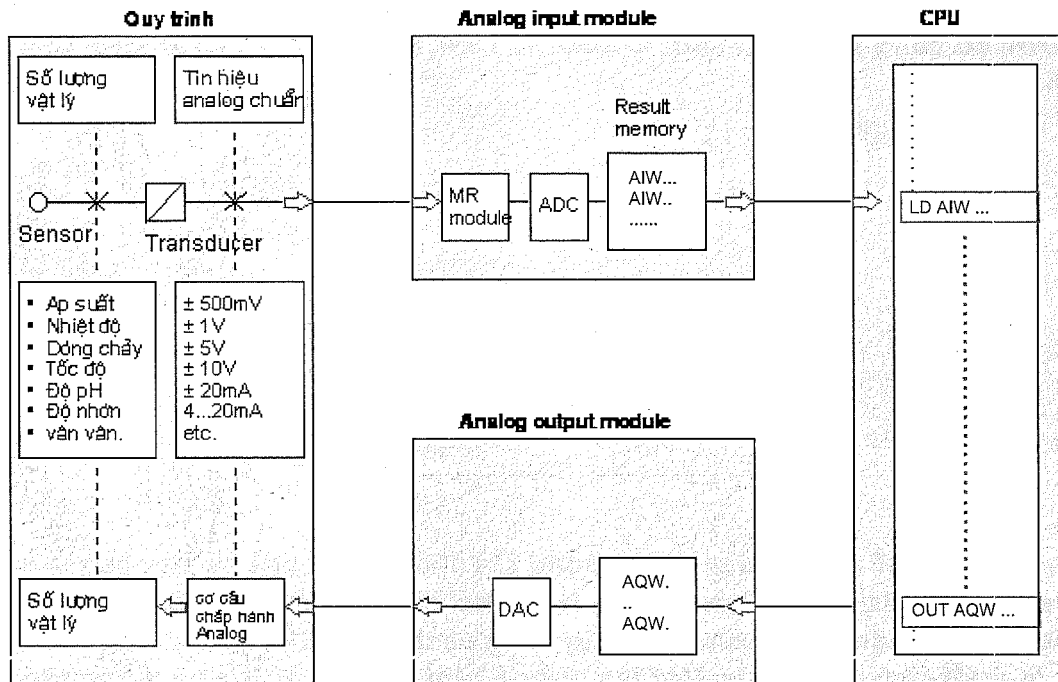 Quy trình
Analog input module
CPU
Số lượng
vật lý
Tín hiệu
analog chuẩn
Result
memory
MR
module
ADC
AIW...
AIW..
......
LD AIW ...
Sensor
Transducer
▪ Ap suất
▪ Nhiệt độ
▪ Dóng chảy
▪ Tốc độ
▪ Độ pH
▪ Độ nhớn
▪ vân vân.
± 500mV
± 1V
± 5V
± 10V
± 20mA
4...20mA
etc.
Analog output module
Số lượng
vật lý
cơ cấu
chấp hành
Analog
DAC
AQW.
..
AQW.
OUT AQW ...